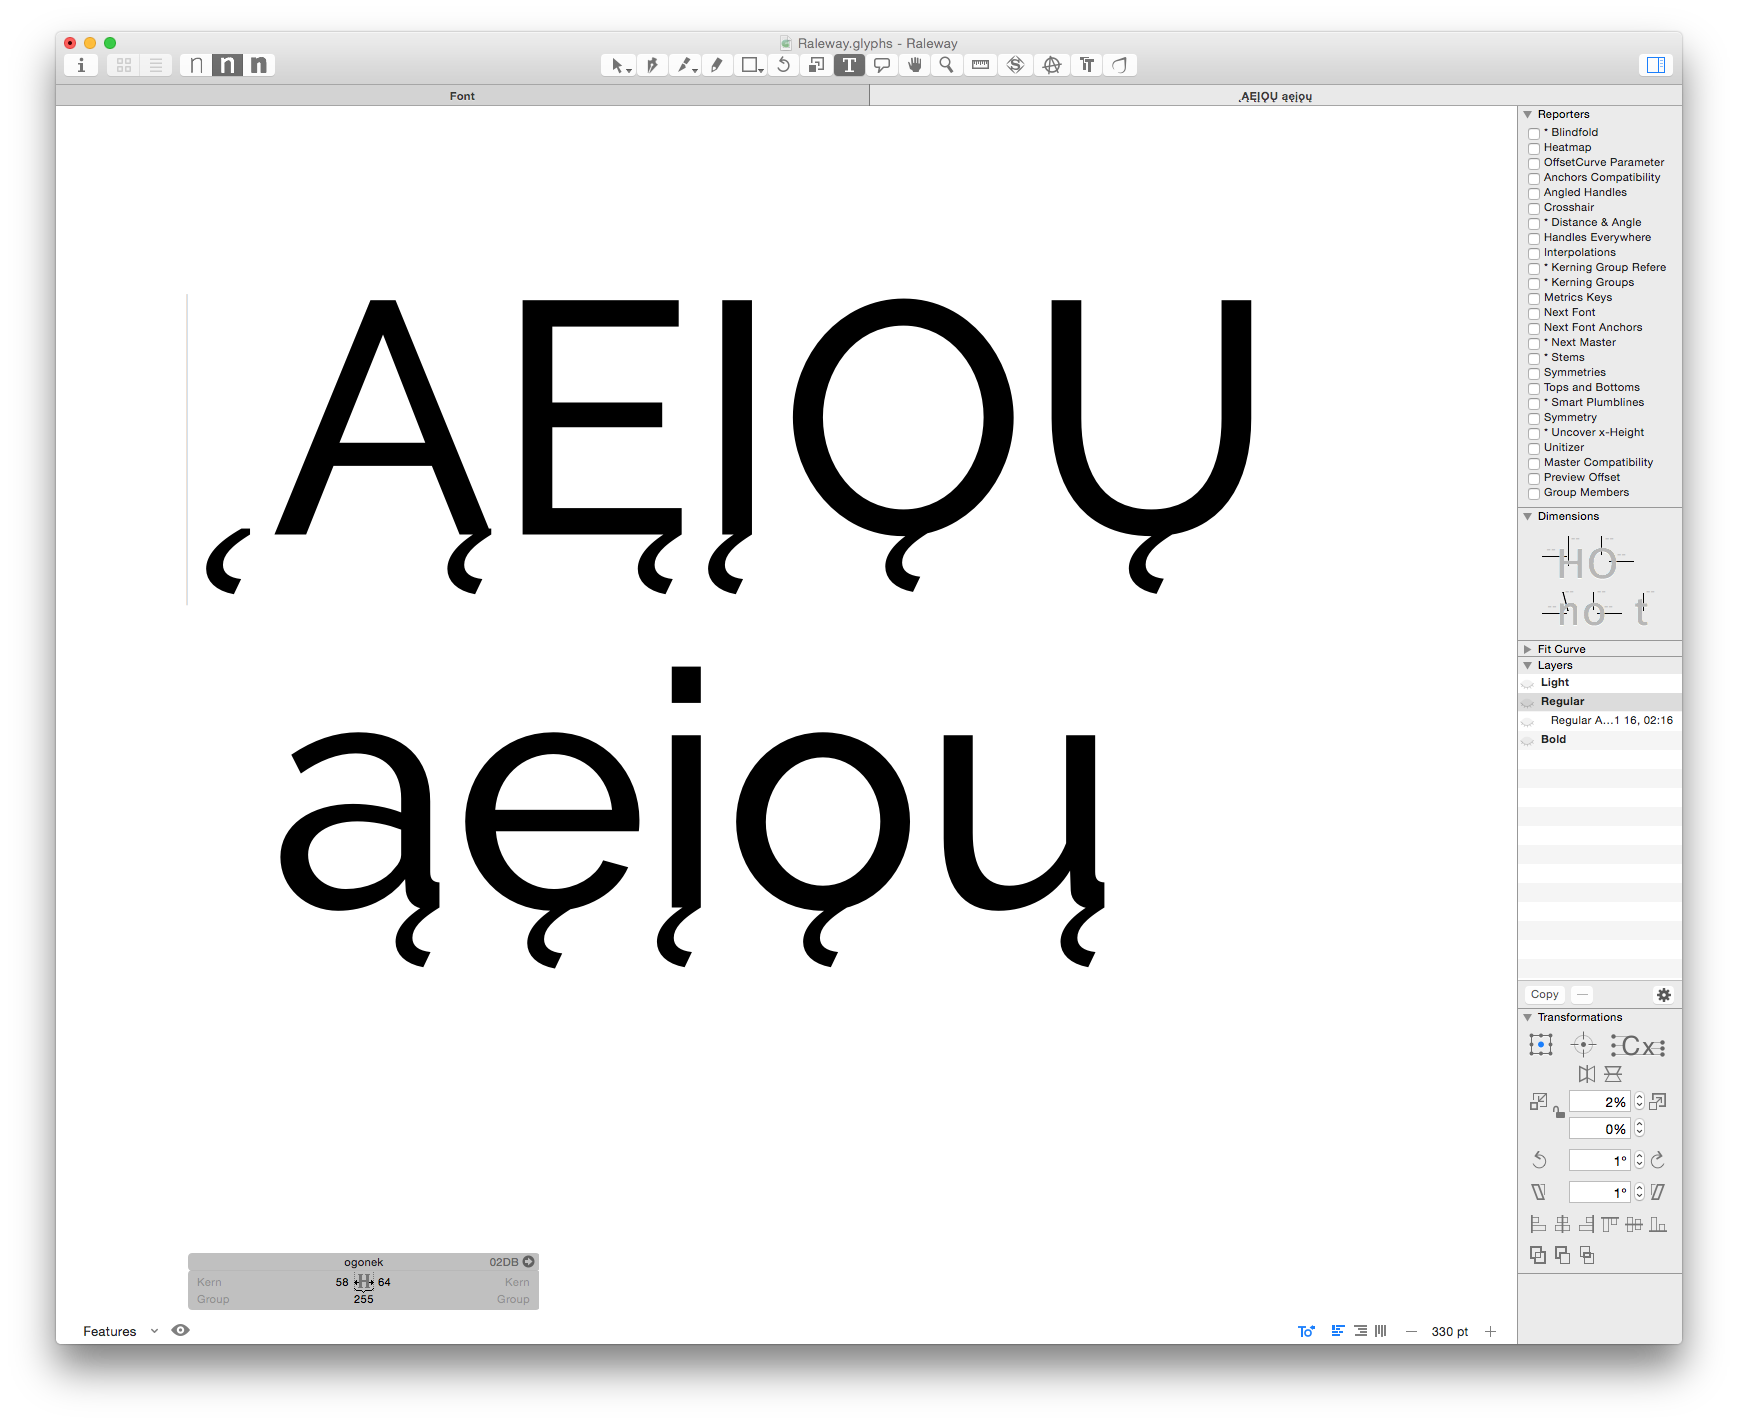 Raleway.glyphs - Raleway
Font
˛ĄĘĮǪŲ ąęįǫų
˛ĄĘĮǪŲ
ąęįǫų
ogonek 02DB
Kern 58 H 64 Kern
Group 255 Group
Features
330 pt
Reporters
* Blindfold
Heatmap
OffsetCurve Parameter
Anchors Compatibility
Angled Handles
Crosshair
* Distance & Angle
Handles Everywhere
Interpolations
* Kerning Group Refere
* Kerning Groups
Metrics Keys
Next Font
Next Font Anchors
* Next Master
* Stems
Symmetries
Tops and Bottoms
* Smart Plumblines
Symmetry
* Uncover x-Height
Unitizer
Master Compatibility
Preview Offset
Group Members
Dimensions
HO
no t
Fit Curve
Layers
Light
Regular
Regular A...1 16, 02:16
Bold
Copy
Transformations
Cx
2%
0%
1°
1°